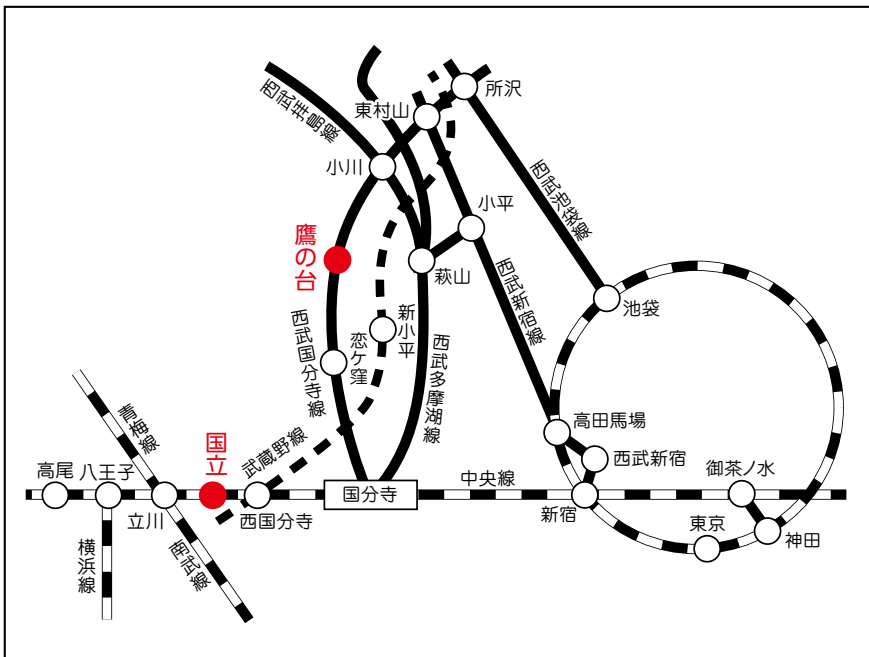 所沢
東村山
西武拝島線
小川
小平
西武池袋線
鷹の台
萩山
西武新宿線
池袋
新小平
恋ケ窪
西武国分寺線
西武多摩湖線
青梅線
高田馬場
国立
武蔵野線
西武新宿
高尾
八王子
中央線
御茶ノ水
国分寺
立川
西国分寺
新宿
東京
神田
横浜線
南武線